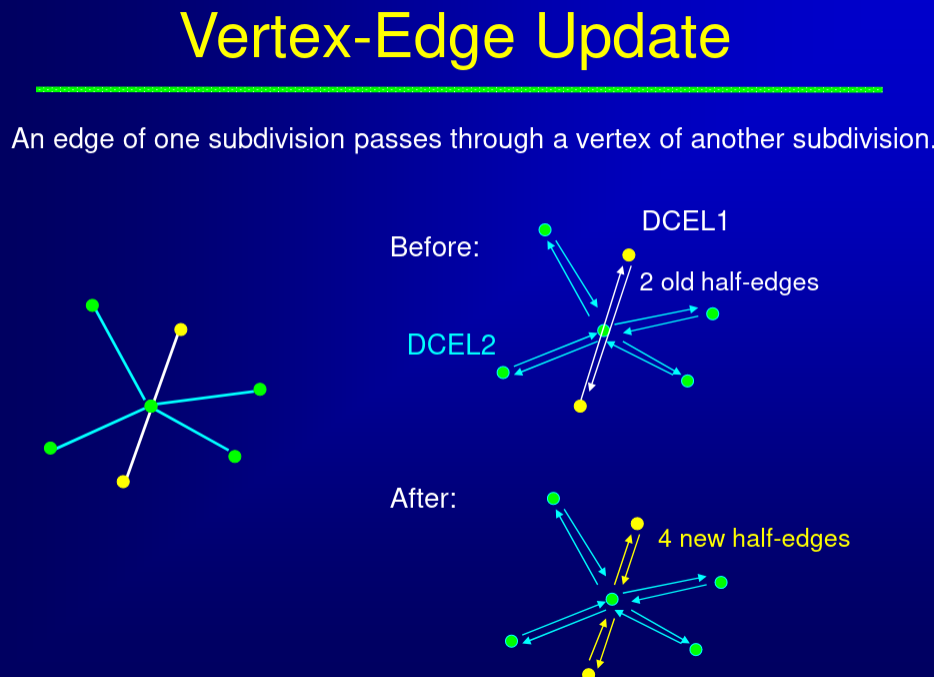 Vertex-Edge Update
An edge of one subdivision passes through a vertex of another subdivision.
DCEL1
Before:
2 old half-edges
DCEL2
After:
4 new half-edges